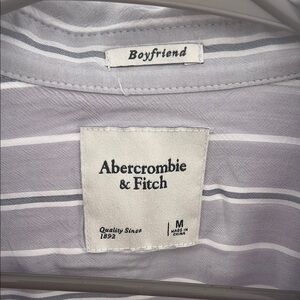 Boyfriend
Abercrombie
& Fitch
Quality Since
1892
M
MADE IN
CHINA